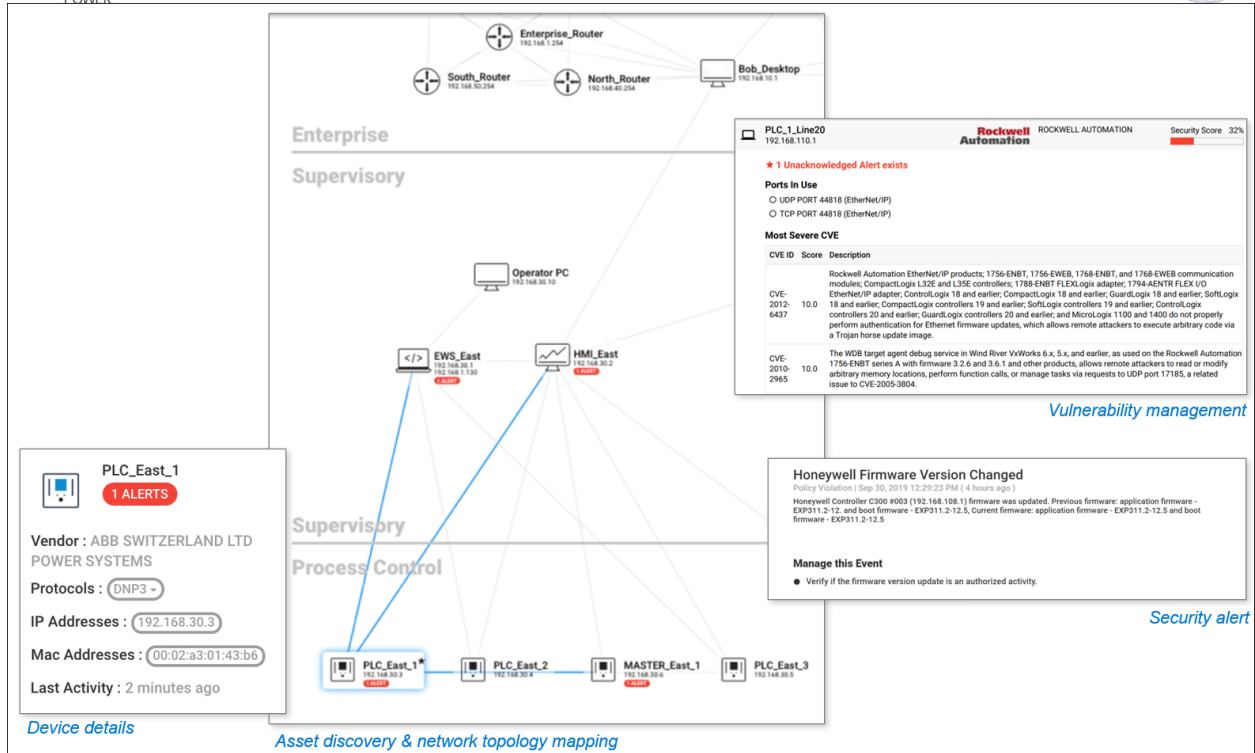 POWER
Enterprise_Router
192.168.1.254
South_Router
192.168.50.254
North_Router
192.168.40.254
Bob_Desktop
192.168.10.1
Enterprise
Supervisory
Operator PC
192.168.30.10
EWS_East
192.168.30.1
192.168.1.130
1 ALERT
HMI_East
192.168.30.2
1 ALERT
Supervisory
Process Control
PLC_East_1
192.168.30.3
1 ALERT
PLC_East_2
192.168.30.4
MASTER_East_1
192.168.30.6
1 ALERT
PLC_East_3
192.168.30.5
Asset discovery & network topology mapping
PLC_East_1
1 ALERTS
Vendor : ABB SWITZERLAND LTD
POWER SYSTEMS
Protocols : DNP3
IP Addresses : 192.168.30.3
Mac Addresses : 00:02:a3:01:43:b6
Last Activity : 2 minutes ago
Device details
PLC_1_Line20
192.168.110.1
Rockwell
Automation
ROCKWELL AUTOMATION
Security Score 32%
★ 1 Unacknowledged Alert exists
Ports In Use
UDP PORT 44818 (EtherNet/IP)
TCP PORT 44818 (EtherNet/IP)
Most Severe CVE
CVE ID Score Description
CVE-2012-6437 10.0
Rockwell Automation EtherNet/IP products; 1756-ENBT, 1756-EWEB, 1768-ENBT, and 1768-EWEB communication
modules; CompactLogix L32E and L35E controllers; 1788-ENBT FLEXLogix adapter; 1794-AENTR FLEX I/O
EtherNet/IP adapter; ControlLogix 18 and earlier; CompactLogix 18 and earlier; GuardLogix 18 and earlier; SoftLogix
18 and earlier; CompactLogix controllers 19 and earlier; SoftLogix controllers 19 and earlier; ControlLogix
controllers 20 and earlier; GuardLogix controllers 20 and earlier; and MicroLogix 1100 and 1400 do not properly
perform authentication for Ethernet firmware updates, which allows remote attackers to execute arbitrary code via
a Trojan horse update image.
CVE-2010-2965 10.0
The WDB target agent debug service in Wind River VxWorks 6.x, 5.x, and earlier, as used on the Rockwell Automation
1756-ENBT series A with firmware 3.2.6 and 3.6.1 and other products, allows remote attackers to read or modify
arbitrary memory locations, perform function calls, or manage tasks via requests to UDP port 17185, a related
issue to CVE-2005-3804.
Vulnerability management
Honeywell Firmware Version Changed
Policy Violation | Sep 30, 2019 12:29:23 PM ( 4 hours ago )
Honeywell Controller C300 #003 (192.168.108.1) firmware was updated. Previous firmware: application firmware -
EXP311.2-12. and boot firmware - EXP311.2-12.5, Current firmware: application firmware - EXP311.2-12.5 and boot
firmware - EXP311.2-12.5
Manage this Event
● Verify if the firmware version update is an authorized activity.
Security alert